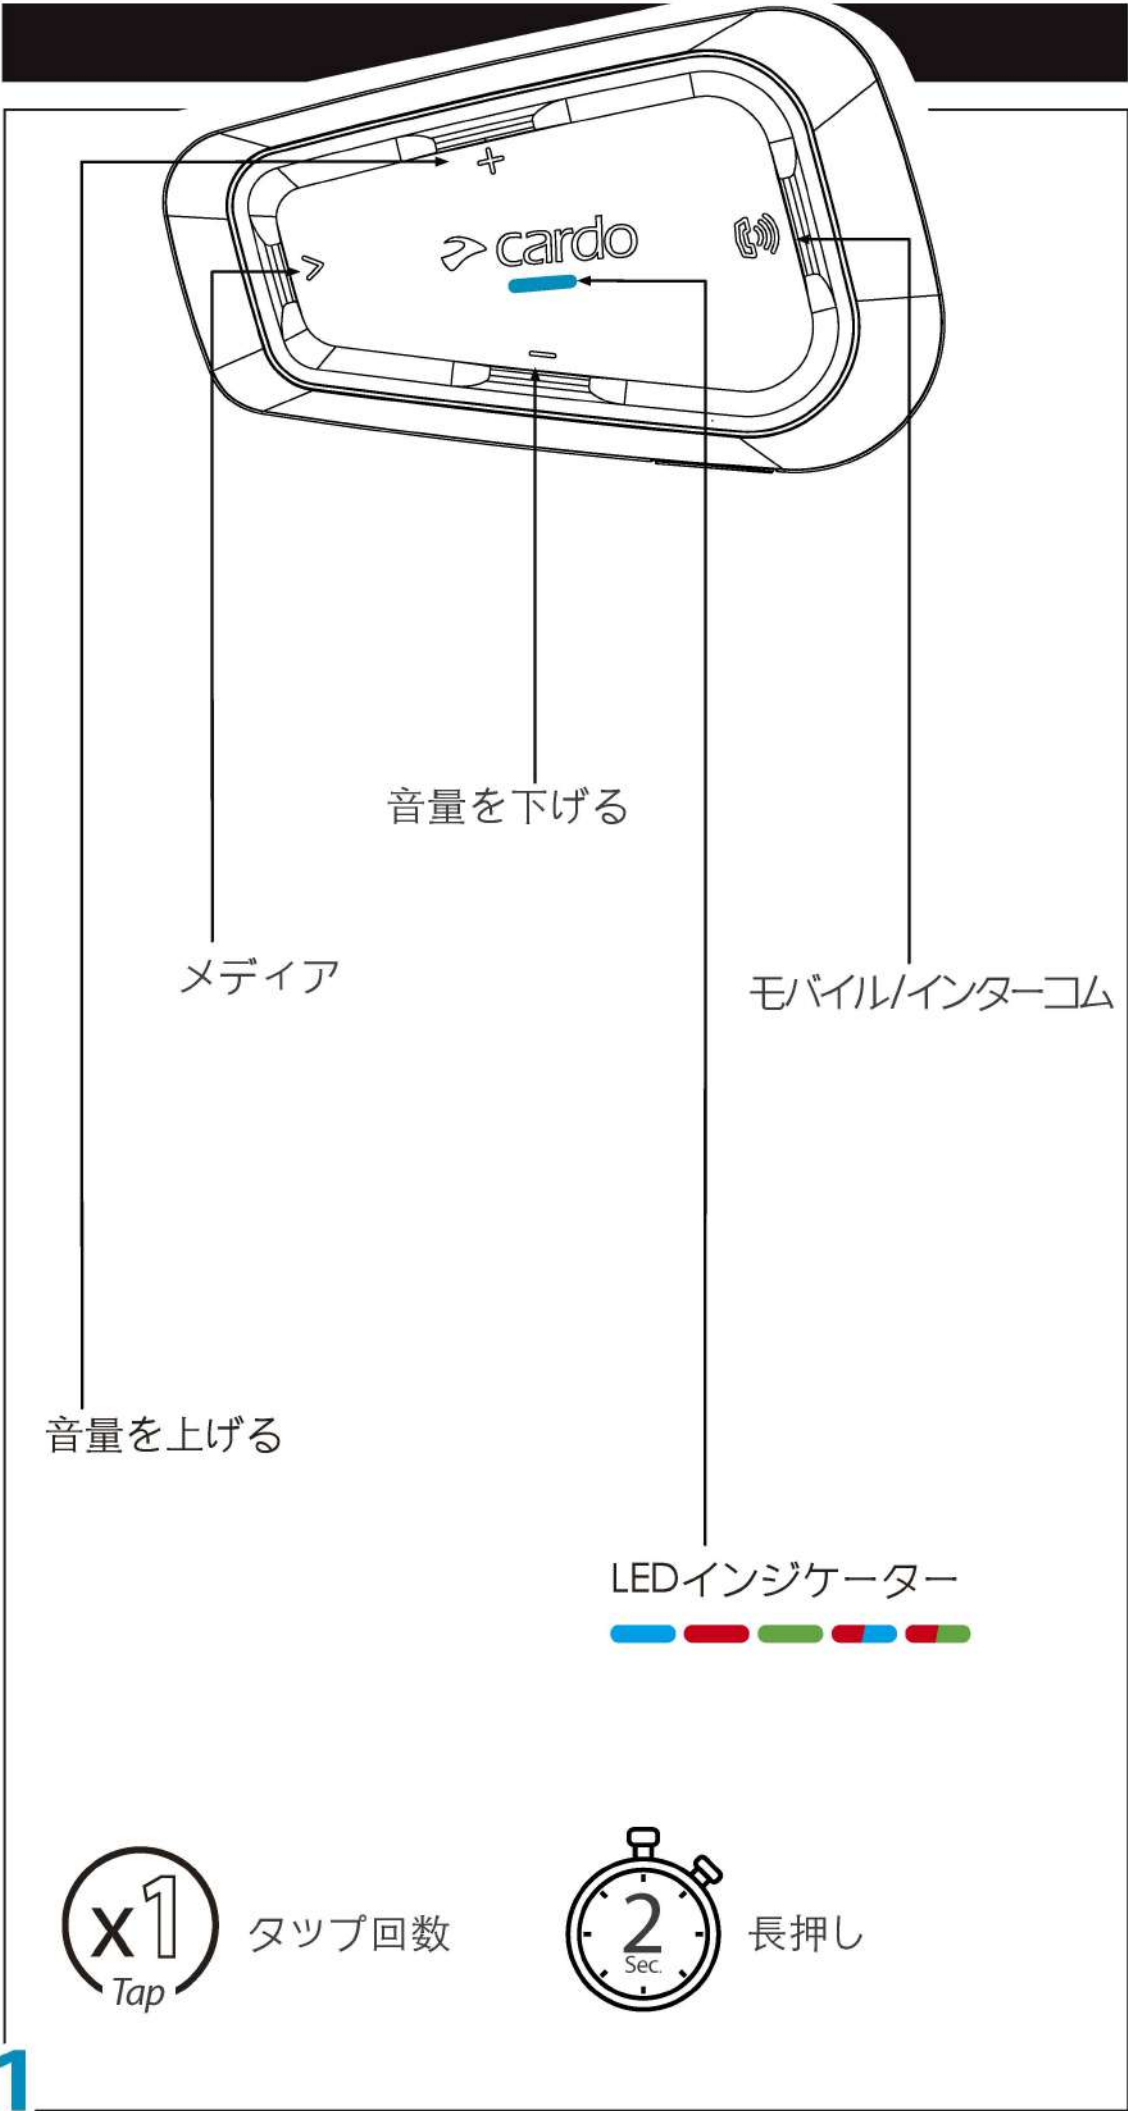 cardo
音量を下げる
メディア
モバイル/インターコム
音量を上げる
LEDインジケーター
x1
Tap
タップ回数
2
Sec.
長押し
1